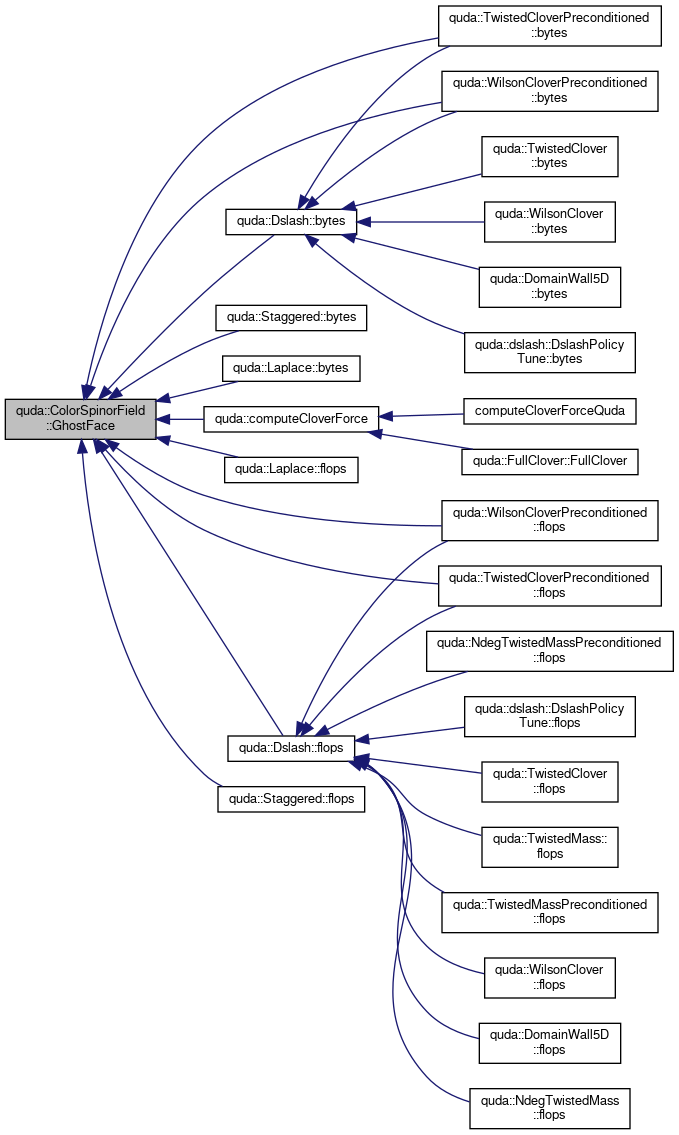 quda::TwistedCloverPreconditioned
::bytes
quda::WilsonCloverPreconditioned
::bytes
quda::TwistedClover
::bytes
quda::Dslash::bytes
quda::WilsonClover
::bytes
quda::DomainWall5D
::bytes
quda::Staggered::bytes
quda::dslash::DslashPolicy
Tune::bytes
quda::Laplace::bytes
quda::ColorSpinorField
::GhostFace
quda::computeCloverForce
computeCloverForceQuda
quda::Laplace::flops
quda::FullClover::FullClover
quda::WilsonCloverPreconditioned
::flops
quda::TwistedCloverPreconditioned
::flops
quda::NdegTwistedMassPreconditioned
::flops
quda::dslash::DslashPolicy
Tune::flops
quda::Dslash::flops
quda::TwistedClover
::flops
quda::Staggered::flops
quda::TwistedMass::
flops
quda::TwistedMassPreconditioned
::flops
quda::WilsonClover
::flops
quda::DomainWall5D
::flops
quda::NdegTwistedMass
::flops